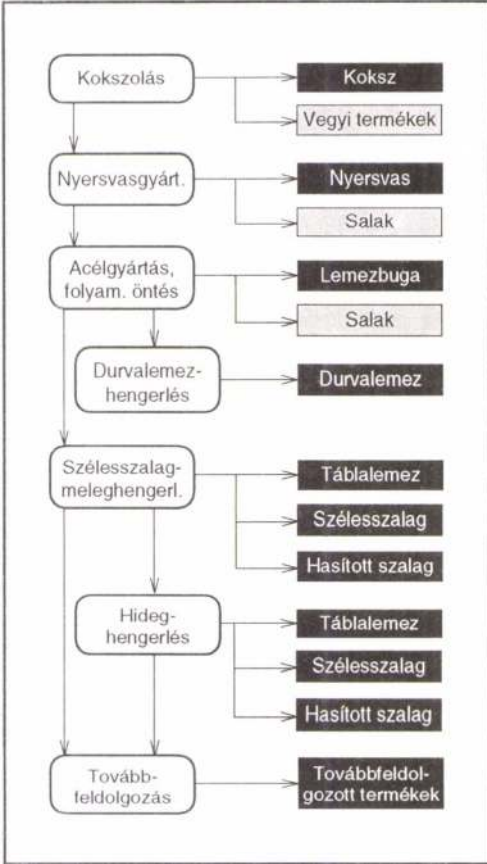 Kokszolás
Koksz
Vegyi termékek
Nyersvasgyárt.
Nyersvas
Salak
Acélgyártás,
folyam. öntés
Lemezbuga
Salak
Durvalemez-
hengerlés
Durvalemez
Szélesszalag-
meleghengerl.
Táblalemez
Szélesszalag
Hasított szalag
Hideg-
hengerlés
Táblalemez
Szélesszalag
Hasított szalag
Tovább-
feldolgozás
Továbbfeldol-
gozott termékek